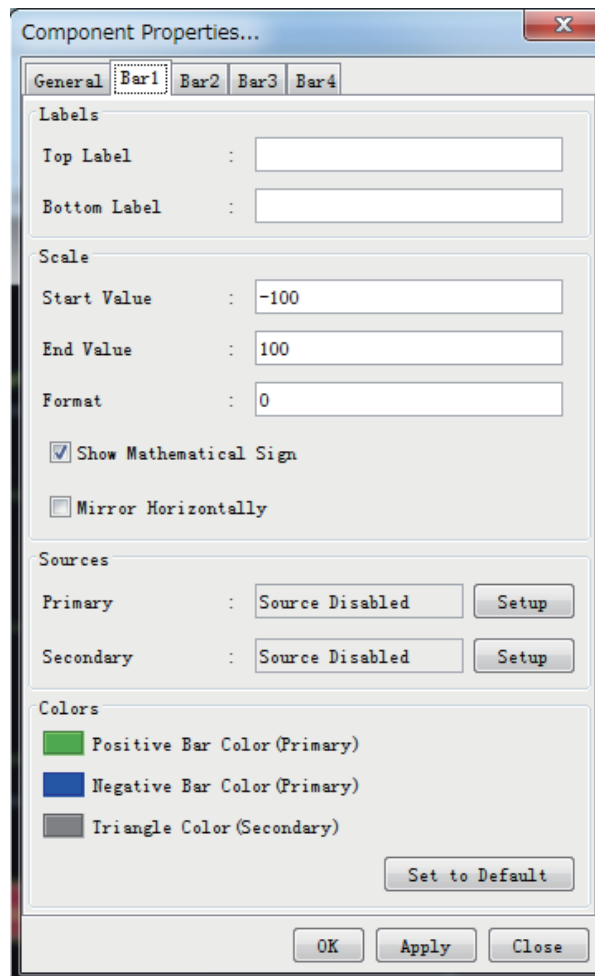 Component Properties...
General Bar1 Bar2 Bar3 Bar4
Labels
Top Label :
Bottom Label :
Scale
Start Value : -100
End Value : 100
Format : 0
Show Mathematical Sign
Mirror Horizontally
Sources
Primary : Source Disabled Setup
Secondary : Source Disabled Setup
Colors
Positive Bar Color(Primary)
Negative Bar Color(Primary)
Triangle Color(Secondary)
Set to Default
OK Apply Close